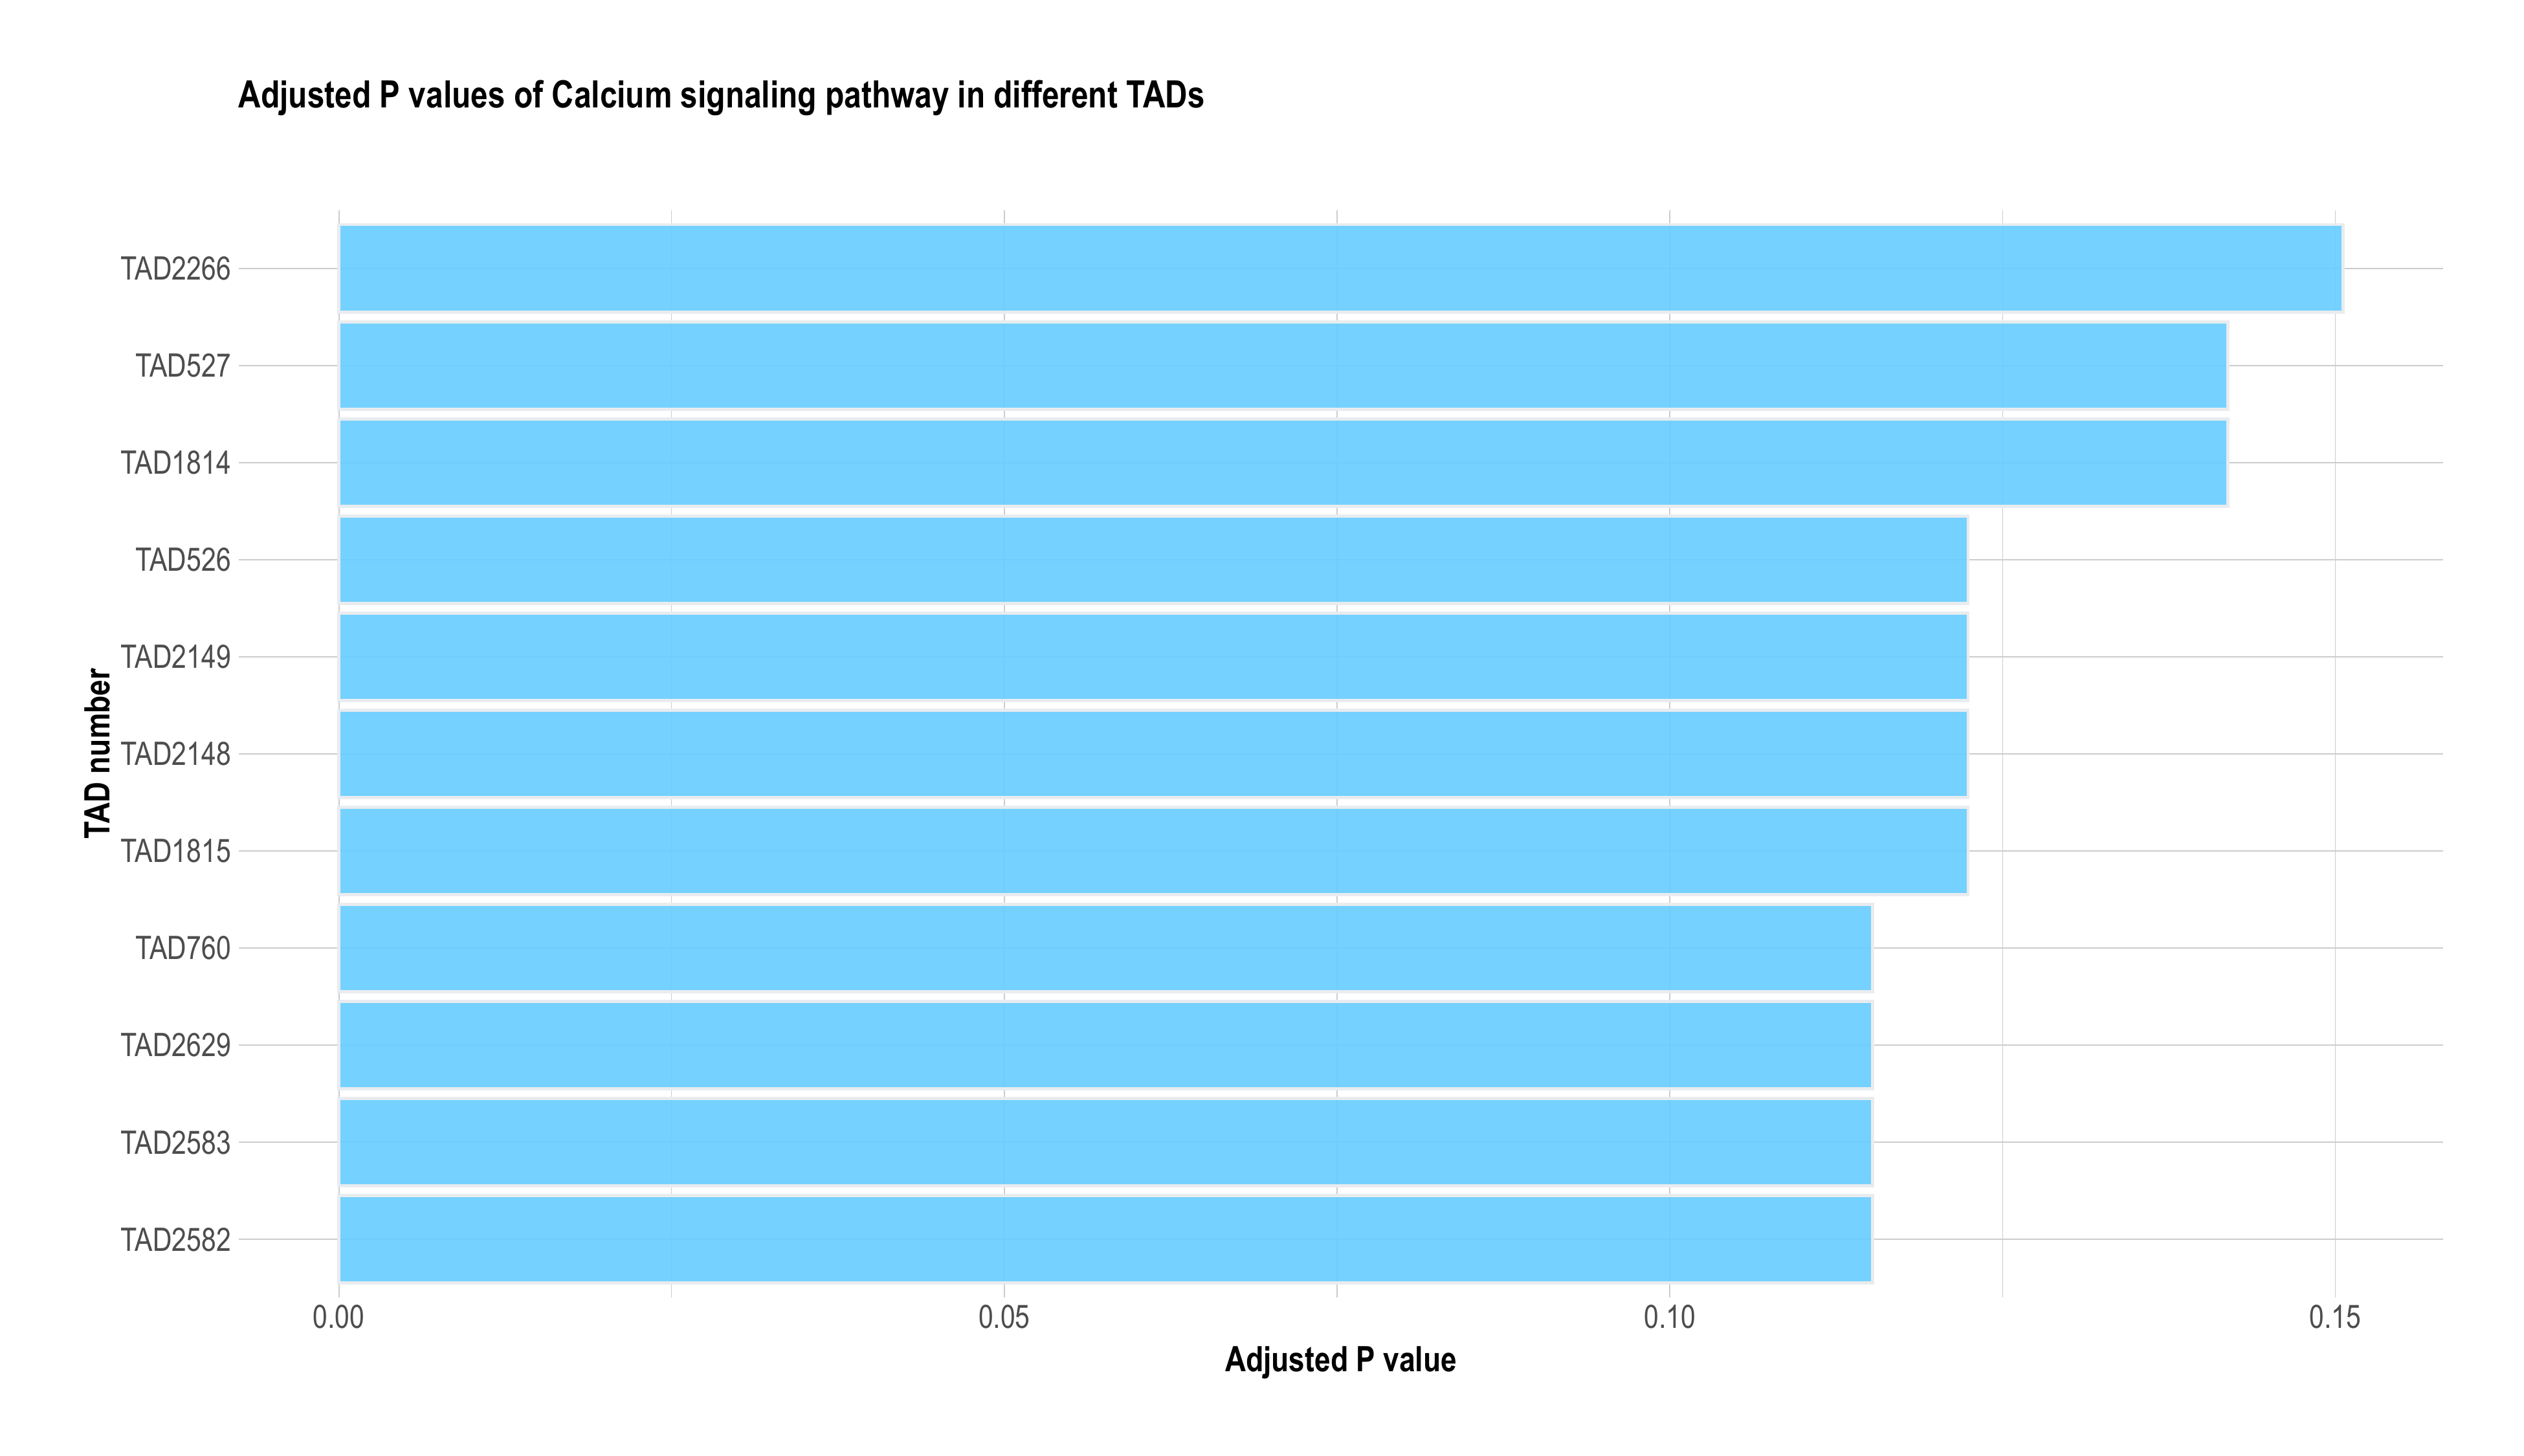 Adjusted P values of Calcium signaling pathway in different TADs
TAD number
TAD2266
TAD527
TAD1814
TAD526
TAD2149
TAD2148
TAD1815
TAD760
TAD2629
TAD2583
TAD2582
0.00 0.05 0.10 0.15
Adjusted P value